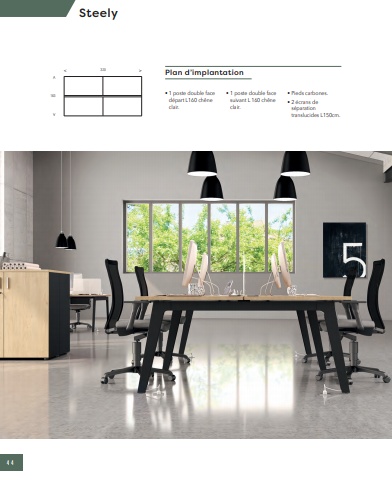 Steely
320
Plan d'implantation
• 1 poste double face
départ L160 chêne
clair.
• 1 poste double face
suivant L 160 chêne
clair.
• Pieds carbones.
• 2 écrans de
séparation
translucides L150cm.
5
44